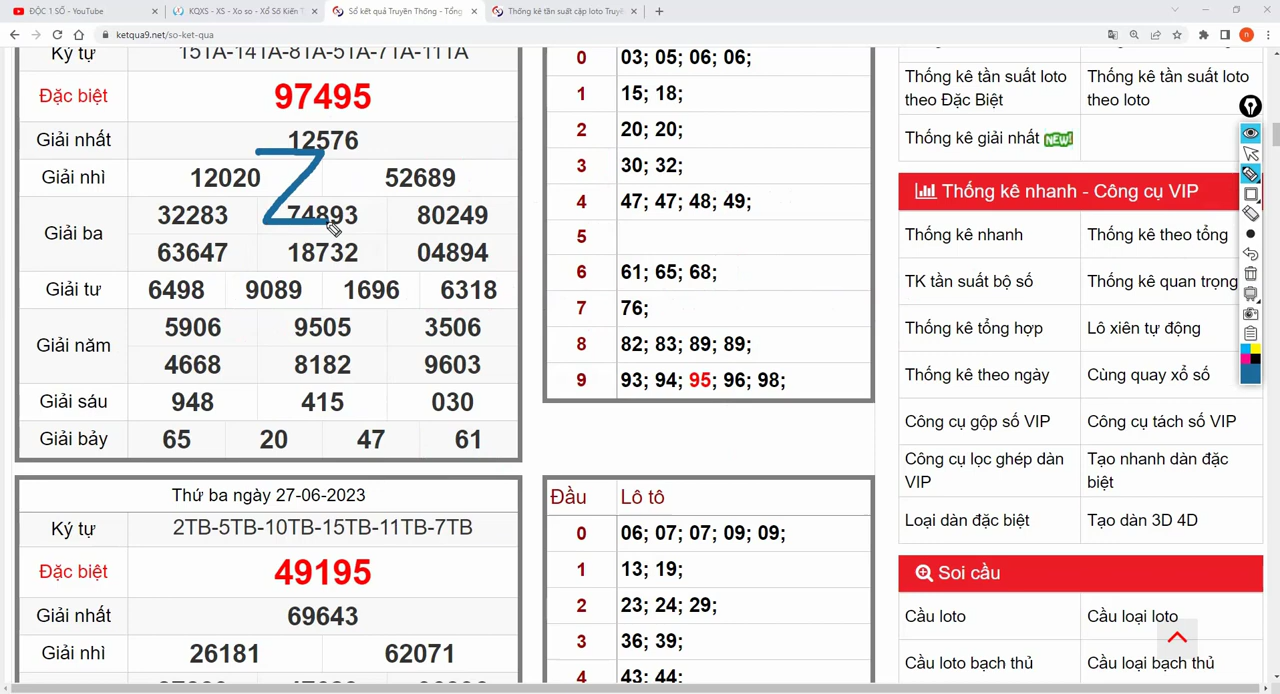 ĐỘC 1 SỐ - YouTube
KQXS - XS - Xo so - Xổ Số Kiến T
Sổ kết quả Truyền Thống - Tổng
Thống kê tần suất cặp loto Truyề
ketqua9.net/so-ket-qua
Ký tự 15TA-14TA-8TA-5TA-7TA-11TA
Đặc biệt 97495
Giải nhất 12576
Giải nhì 12020 52689
Giải ba 32283 74893 80249
63647 18732 04894
Giải tư 6498 9089 1696 6318
Giải năm 5906 9505 3506
4668 8182 9603
Giải sáu 948 415 030
Giải bảy 65 20 47 61
Thứ ba ngày 27-06-2023
Ký tự 2TB-5TB-10TB-15TB-11TB-7TB
Đặc biệt 49195
Giải nhất 69643
Giải nhì 26181 62071
0 03; 05; 06; 06;
1 15; 18;
2 20; 20;
3 30; 32;
4 47; 47; 48; 49;
5
6 61; 65; 68;
7 76;
8 82; 83; 89; 89;
9 93; 94; 95; 96; 98;
Đầu Lô tô
0 06; 07; 07; 09; 09;
1 13; 19;
2 23; 24; 29;
3 36; 39;
4 43; 44;
Thống kê tần suất loto theo Đặc Biệt
Thống kê tần suất loto theo loto
Thống kê giải nhất NEW!
Thống kê nhanh - Công cụ VIP
Thống kê nhanh Thống kê theo tổng
TK tần suất bộ số Thống kê quan trọng
Thống kê tổng hợp Lô xiên tự động
Thống kê theo ngày Cùng quay xổ số
Công cụ gộp số VIP Công cụ tách số VIP
Công cụ lọc ghép dàn VIP
Tạo nhanh dàn đặc biệt
Loại dàn đặc biệt Tạo dàn 3D 4D
Soi cầu
Cầu loto Cầu loại loto
Cầu loto bạch thủ Cầu loại bạch thủ